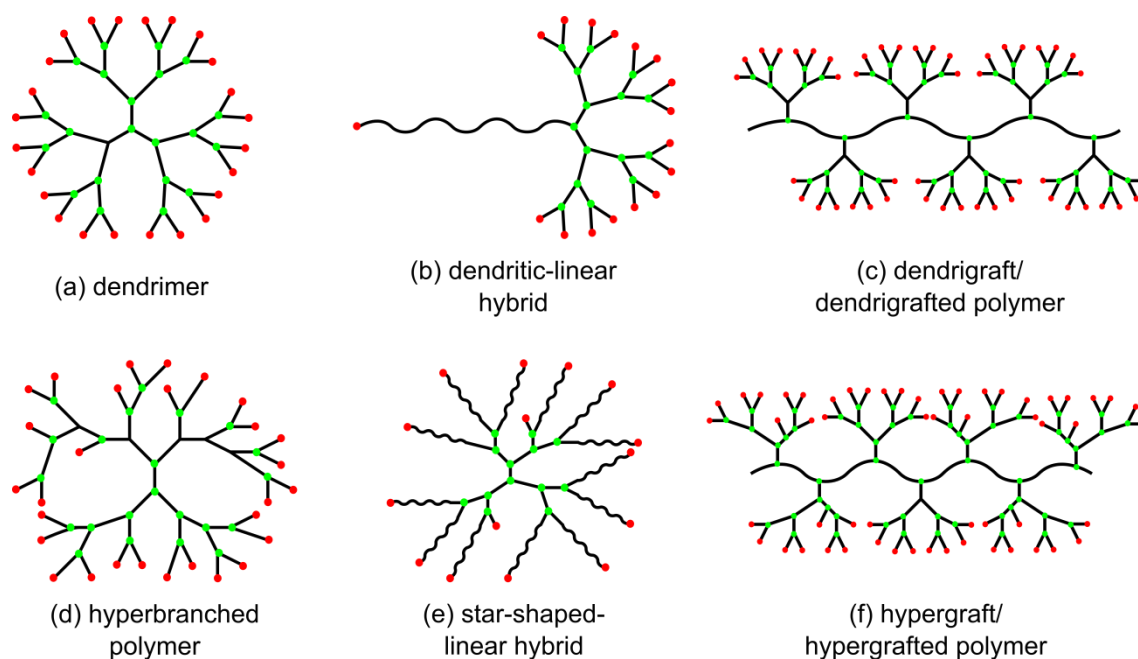 (a) dendrimer
(b) dendritic-linear
hybrid
(c) dendrigraft/
dendrigrafted polymer
(d) hyperbranched
polymer
(e) star-shaped-
linear hybrid
(f) hypergraft/
hypergrafted polymer